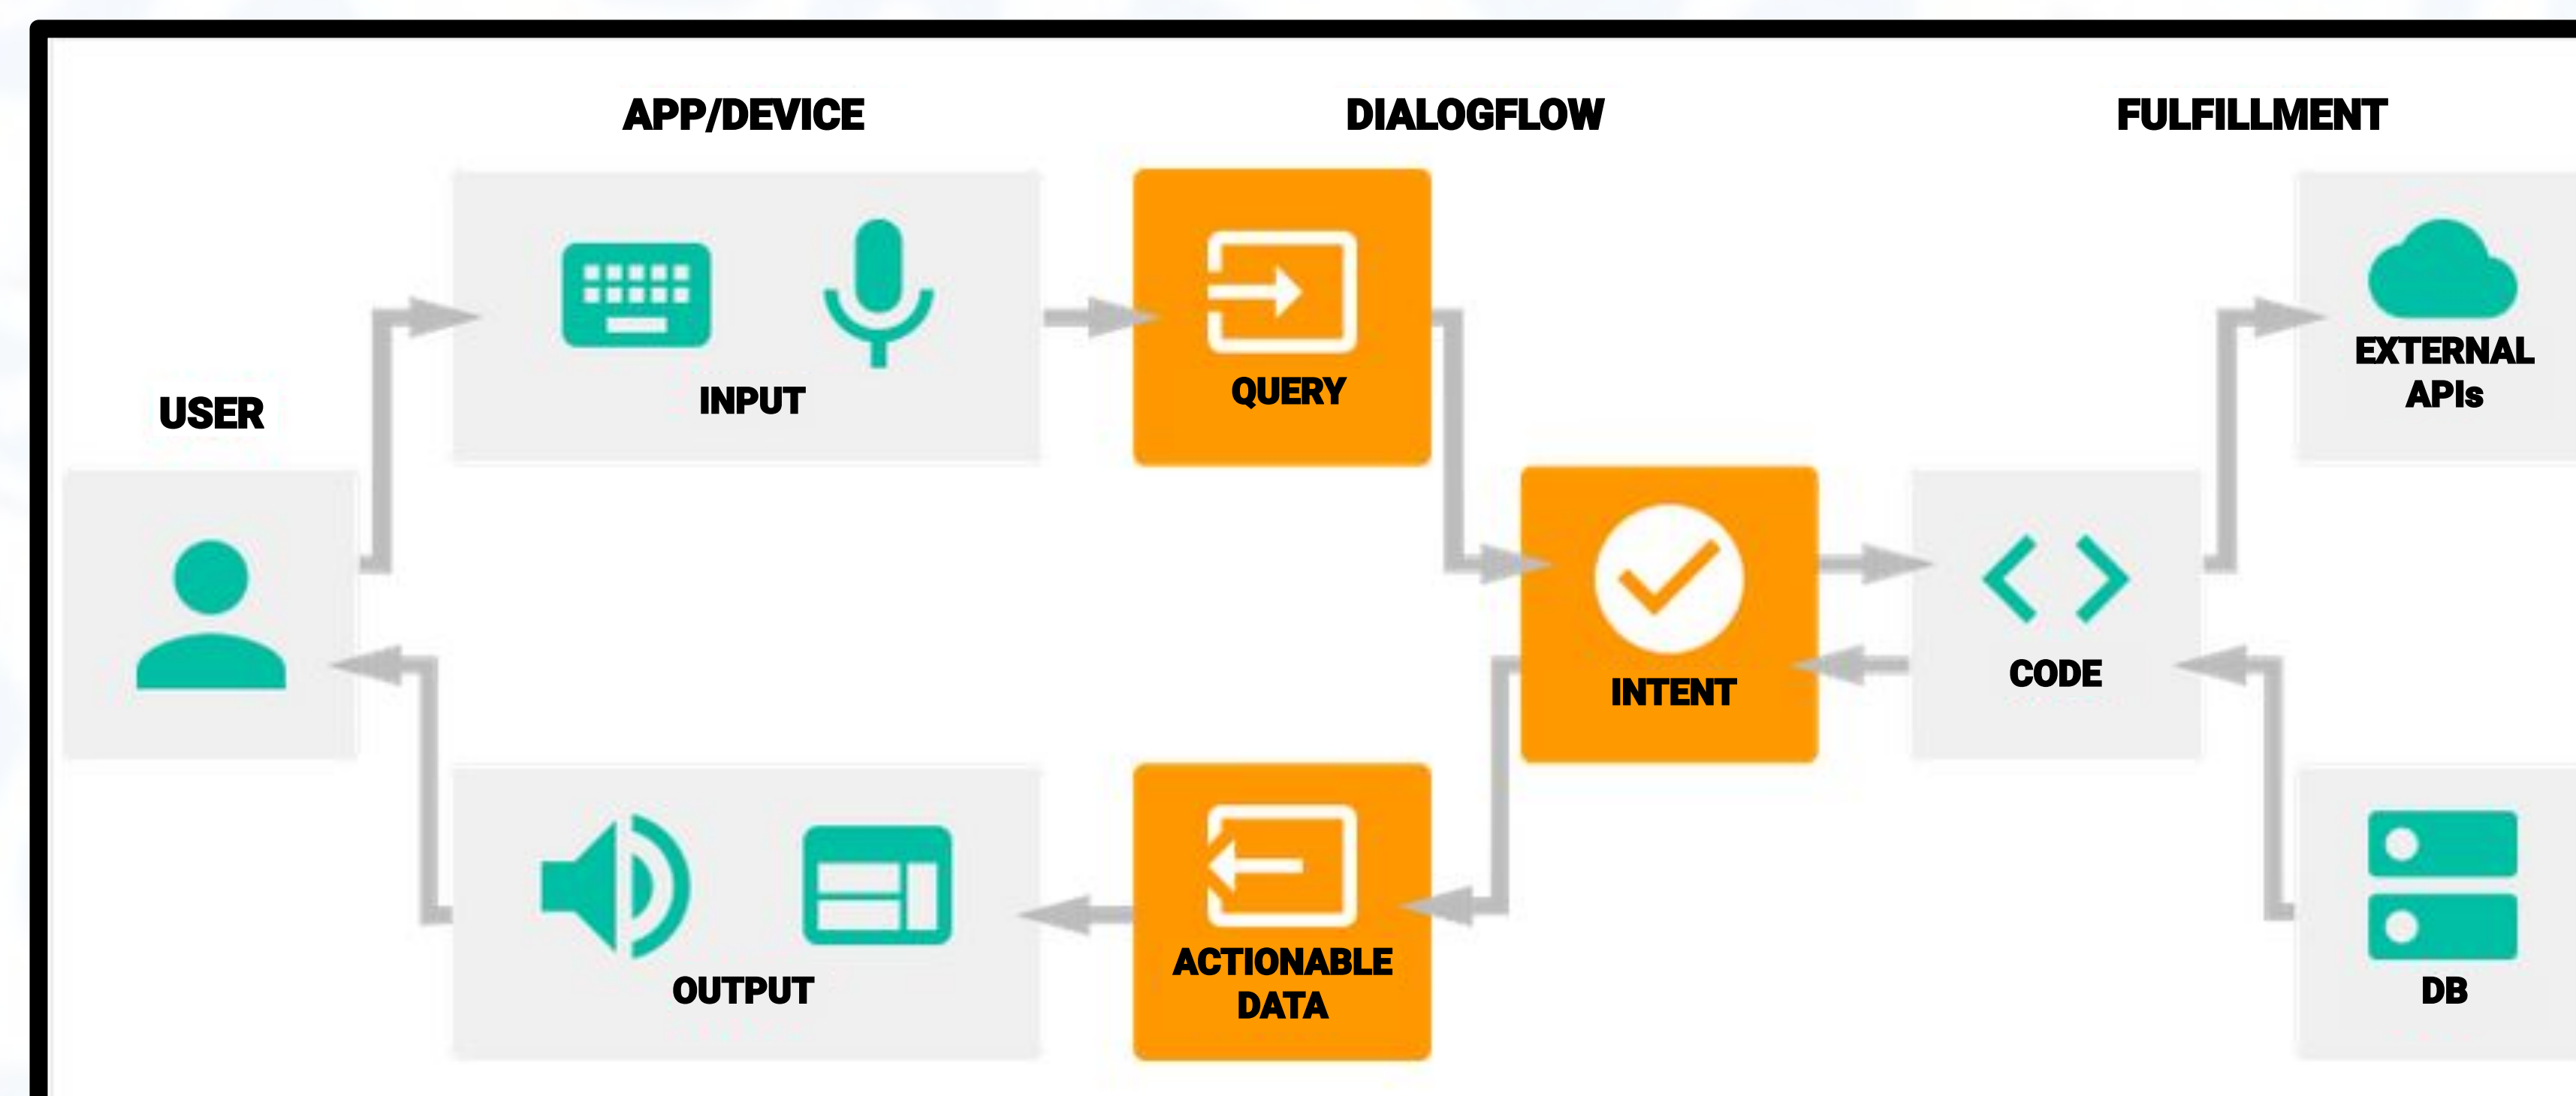 APP/DEVICE
DIALOGFLOW
FULFILLMENT
INPUT
QUERY
EXTERNAL
APIs
USER
INTENT
CODE
OUTPUT
ACTIONABLE
DATA
DB